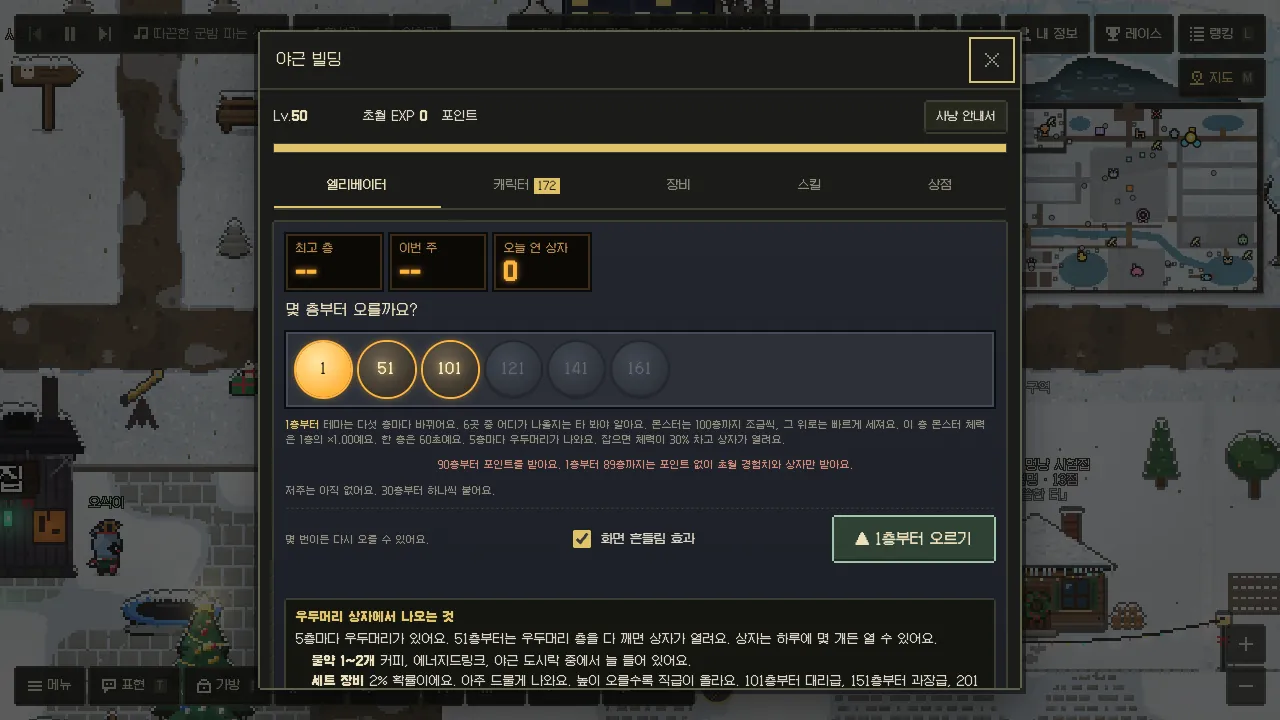 따끈한 군밤
내 정보
레이스
랭킹 L
지도 M
야근 빌딩
Lv.50
초월 EXP 0 포인트
사냥 안내서
엘리베이터
캐릭터 172
장비
스킬
상점
최고 층
--
이번 주
--
오늘 연 상자
0
몇 층부터 오를까요?
1
51
101
121
141
161
1층부터 테마는 다섯 층마다 바뀌어요. 6곳 중 어디가 나올지는 타 봐야 알아요. 몬스터는 100층까지 조금씩, 그 위로는 빠르게 세져요. 이 층 몬스터 체력
은 1층의 ×1.00예요. 한 층은 60초예요. 5층마다 우두머리가 나와요. 잡으면 체력이 30% 차고 상자가 열려요.
90층부터 포인트를 받아요. 1층부터 89층까지는 포인트 없이 초월 경험치와 상자만 받아요.
저주는 아직 없어요. 30층부터 하나씩 붙어요.
몇 번이든 다시 오를 수 있어요.
화면 흔들림 효과
▲ 1층부터 오르기
우두머리 상자에서 나오는 것
5층마다 우두머리가 있어요. 51층부터는 우두머리 층을 다 깨면 상자가 열려요. 상자는 하루에 몇 개든 열 수 있어요.
물약 1~2개 커피, 에너지드링크, 야근 도시락 중에서 늘 들어 있어요.
세트 장비 2% 확률이에요. 아주 드물게 나와요. 높이 오를수록 직급이 올라요. 101층부터 대리급, 151층부터 과장급, 201
요식이
구역
메뉴
표현 T
가방